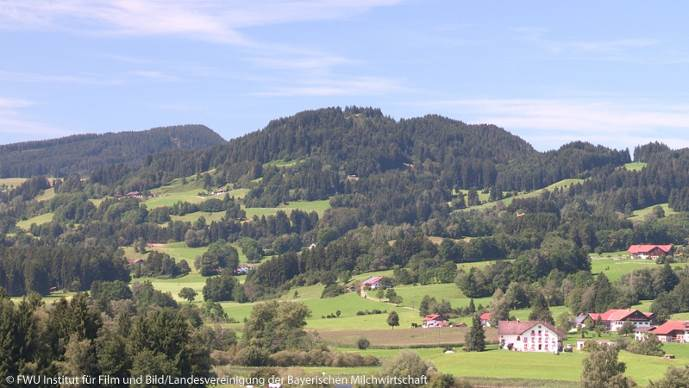 © FWU Institut für Film und Bild/Landesvereinigung der Bayerischen Milchwirtschaft